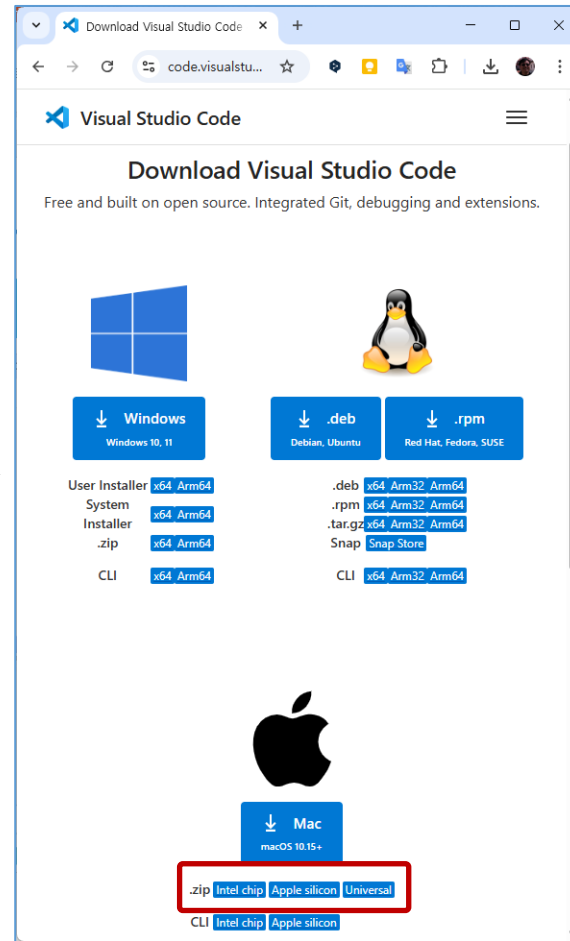 Download Visual Studio Code
code.visualstu...
Visual Studio Code
Download Visual Studio Code
Free and built on open source. Integrated Git, debugging and extensions.
Windows
Windows 10, 11
User Installer x64 Arm64
System Installer x64 Arm64
.zip x64 Arm64
CLI x64 Arm64
.deb
Debian, Ubuntu
.rpm
Red Hat, Fedora, SUSE
.deb x64 Arm32 Arm64
.rpm x64 Arm32 Arm64
.tar.gz x64 Arm32 Arm64
Snap Snap Store
CLI x64 Arm32 Arm64
Mac
macOS 10.15+
.zip Intel chip Apple silicon Universal
CLI Intel chip Apple silicon